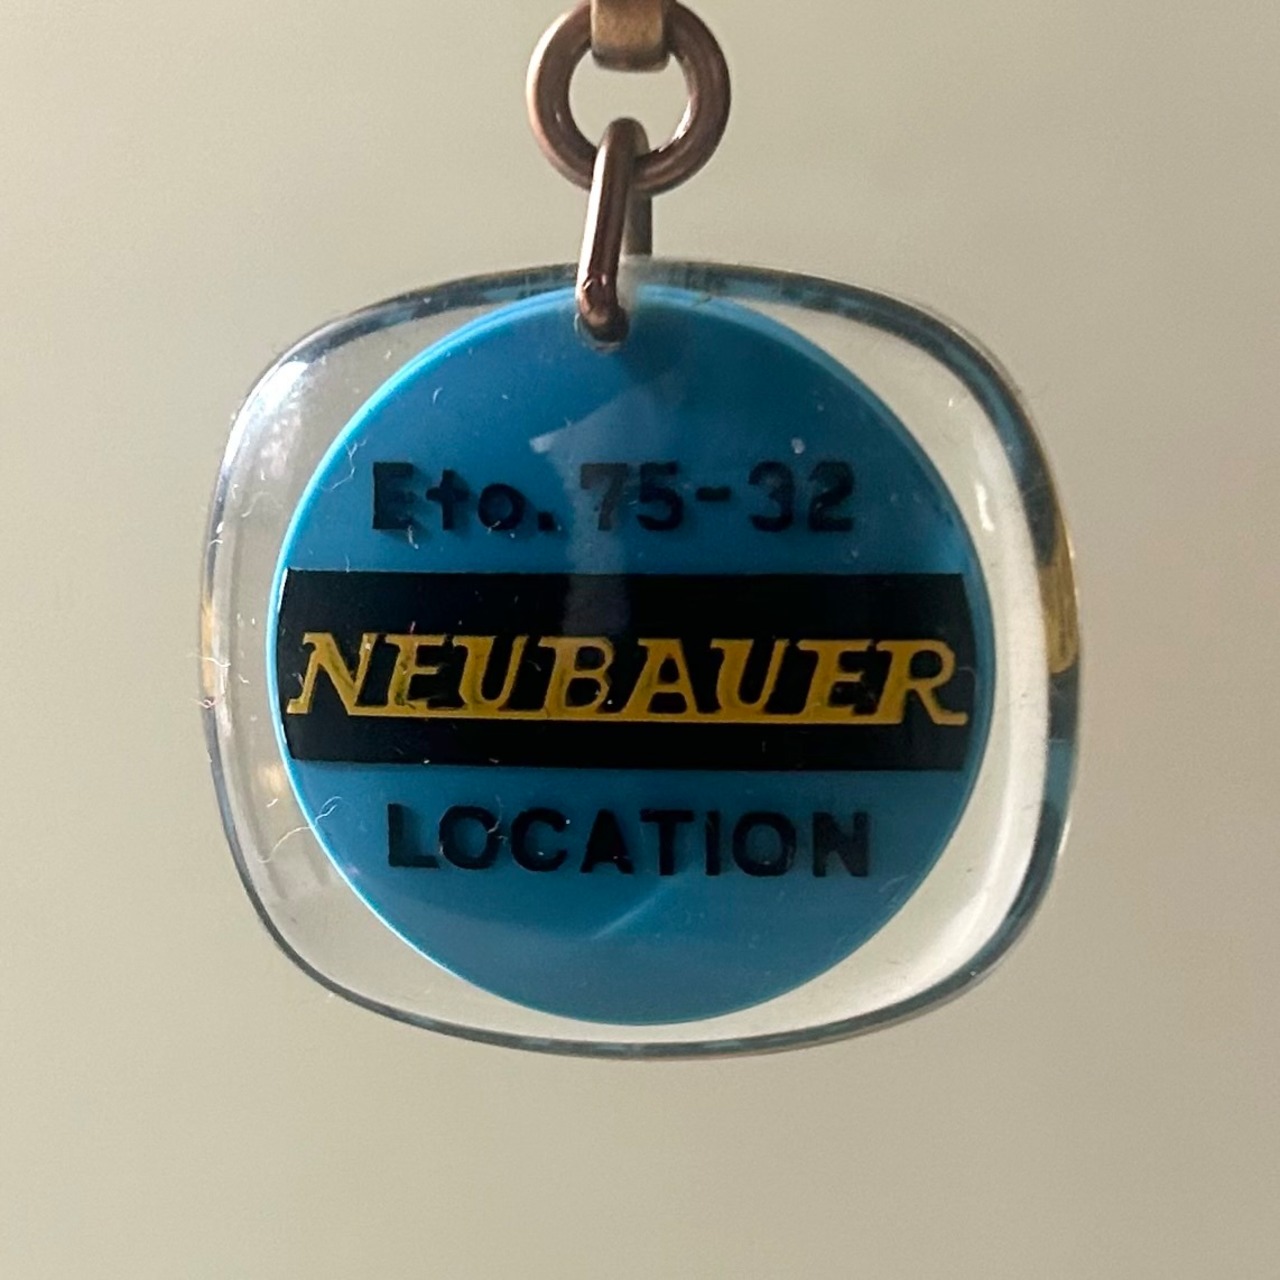 Eto. 75-32
NEUBAUER
LOCATION